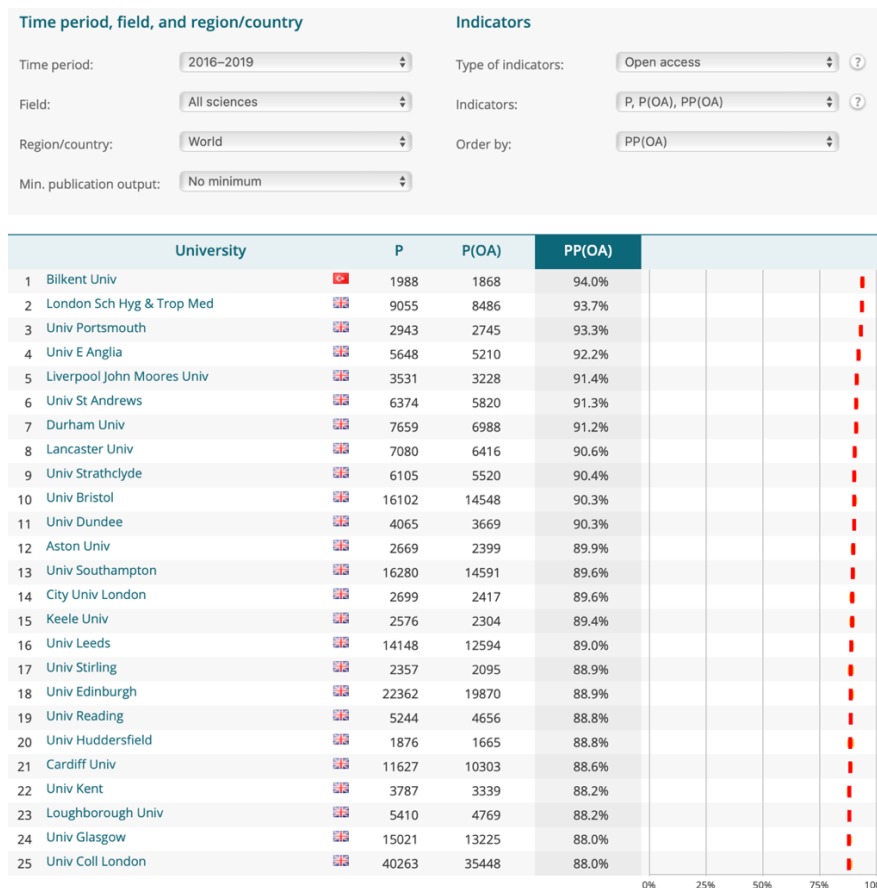 Time period, field, and region/country Indicators
Time period: 2016–2019 Type of indicators: Open access ?
Field: All sciences Indicators: P, P(OA), PP(OA) ?
Region/country: World Order by: PP(OA)
Min. publication output: No minimum
University P P(OA) PP(OA)
1 Bilkent Univ 1988 1868 94.0%
2 London Sch Hyg & Trop Med 9055 8486 93.7%
3 Univ Portsmouth 2943 2745 93.3%
4 Univ E Anglia 5648 5210 92.2%
5 Liverpool John Moores Univ 3531 3228 91.4%
6 Univ St Andrews 6374 5820 91.3%
7 Durham Univ 7659 6988 91.2%
8 Lancaster Univ 7080 6416 90.6%
9 Univ Strathclyde 6105 5520 90.4%
10 Univ Bristol 16102 14548 90.3%
11 Univ Dundee 4065 3669 90.3%
12 Aston Univ 2669 2399 89.9%
13 Univ Southampton 16280 14591 89.6%
14 City Univ London 2699 2417 89.6%
15 Keele Univ 2576 2304 89.4%
16 Univ Leeds 14148 12594 89.0%
17 Univ Stirling 2357 2095 88.9%
18 Univ Edinburgh 22362 19870 88.9%
19 Univ Reading 5244 4656 88.8%
20 Univ Huddersfield 1876 1665 88.8%
21 Cardiff Univ 11627 10303 88.6%
22 Univ Kent 3787 3339 88.2%
23 Loughborough Univ 5410 4769 88.2%
24 Univ Glasgow 15021 13225 88.0%
25 Univ Coll London 40263 35448 88.0%
0% 25% 50% 75%